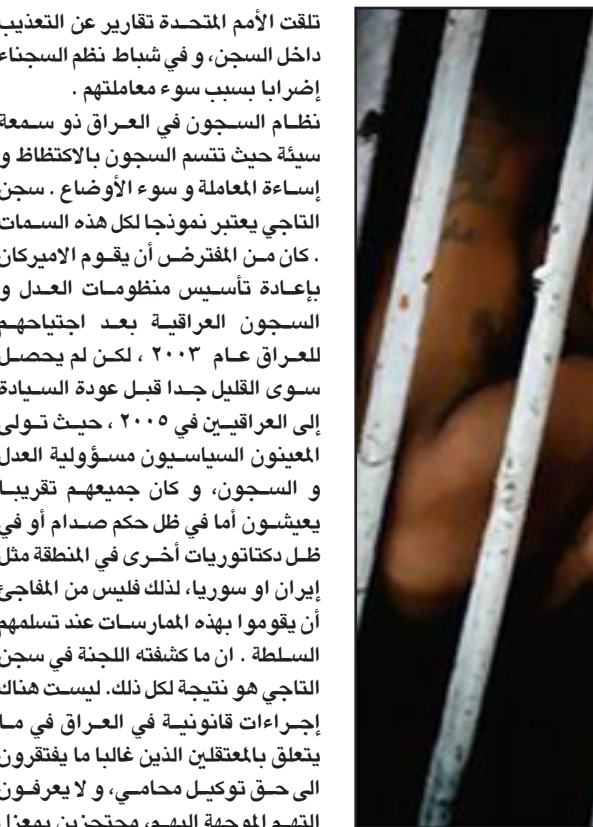 تلقت الأمم المتحدة تقارير عن التعذيب
داخل السجن، و في شباط نظم السجناء
إضرابا بسبب سوء معاملتهم .
نظام السجون في العراق ذو سمعة
سيئة حيث تتسم السجون بالاكتظاظ و
إساءة المعاملة و سوء الأوضاع . سجن
التاجي يعتبر نموذجا لكل هذه السمات
. كان من المفترض أن يقوم الاميركان
بإعادة تأسيس منظومات العدل و
السجون العراقية بعد اجتياحهم
للعراق عام ٢٠٠٣ ، لكن لم يحصل
سوى القليل جدا قبل عودة السيادة
إلى العراقيين في ٢٠٠٥ ، حيث تولى
المعينون السياسيون مسؤولية العدل
و السجون، و كان جميعهم تقريبا
يعيشون أما في ظل حكم صدام أو في
ظل دكتاتوريات أخرى في المنطقة مثل
إيران او سوريا، لذلك فليس من المفاجئ
أن يقوموا بهذه الممارسات عند تسلمهم
السلطة . ان ما كشفته اللجنة في سجن
التاجي هو نتيجة لكل ذلك. ليست هناك
إجراءات قانونية في العراق في ما
يتعلق بالمعتقلين الذين غالبا ما يفتقرون
الى حق توكيل محامي، و لا يعرفون
التهم الموجهة اليهم، محتجزين بمعزل